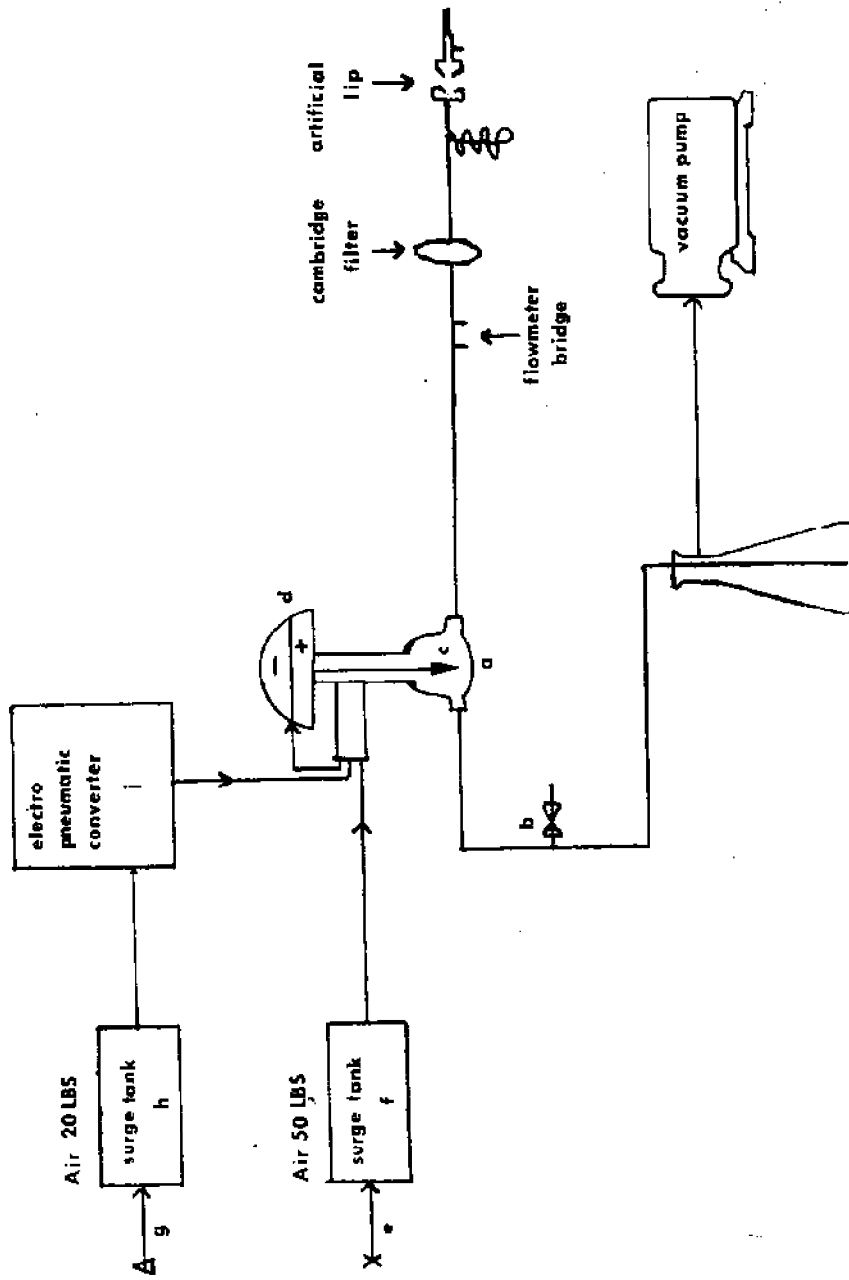 Air 20 LBS
g
surge tank
h
electro
pneumatic
converter
i
Air 50 LBS
e
surge tank
f
d
–
+
c
a
b
flowmeter
bridge
cambridge
filter
artificial
lip
vacuum pump